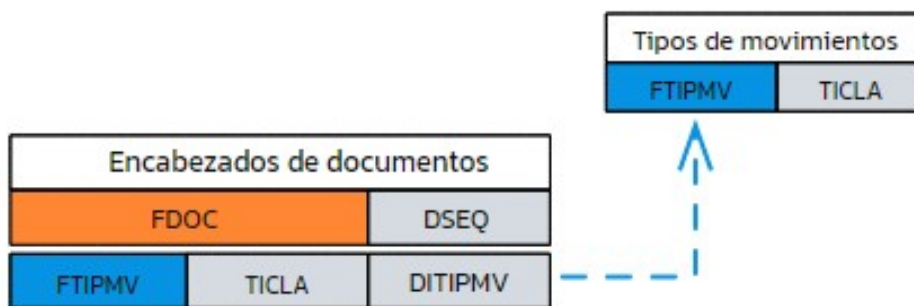 Tipos de movimientos
FTIPMV TICLA
Encabezados de documentos
FDOC DSEQ
FTIPMV TICLA DITIPMV